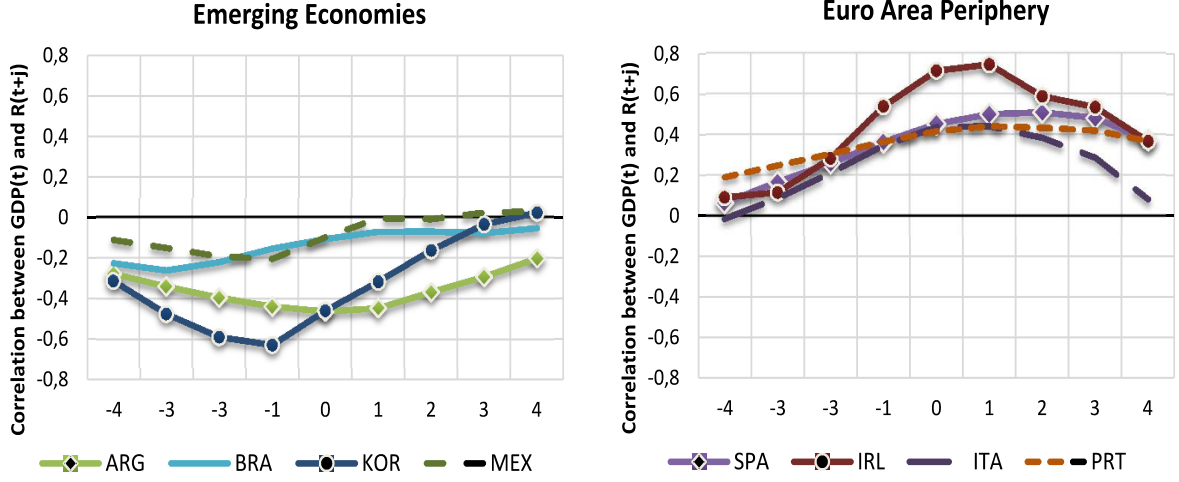 Emerging Economies
Correlation between GDP(t) and R(t+j)
0,8
0,6
0,4
0,2
0
-0,2
-0,4
-0,6
-0,8
-4 -3 -3 -1 0 1 2 3 4
ARG BRA KOR MEX
Euro Area Periphery
Correlation between GDP(t) and R(t+j)
0,8
0,6
0,4
0,2
0
-0,2
-0,4
-0,6
-0,8
-4 -3 -3 -1 0 1 2 3 4
SPA IRL ITA PRT